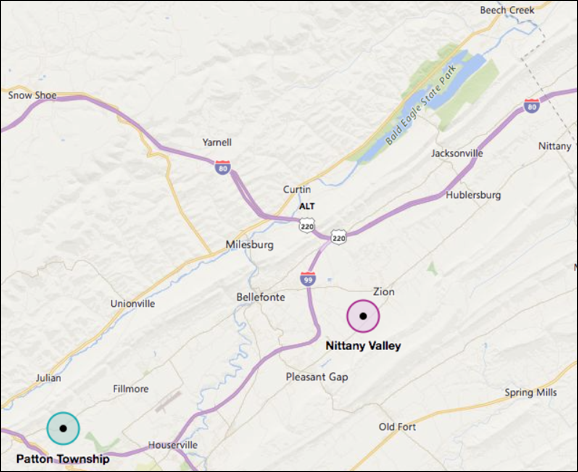 Beech Creek
Snow Shoe
80
Bald Eagle State Park
Yarnell
80
Jacksonville
Nittany
Curtin
Hublersburg
ALT
220
220
Milesburg
99
Bellefonte
Zion
Unionville
Nittany Valley
Julian
Pleasant Gap
Fillmore
Spring Mills
Old Fort
Houserville
Patton Township